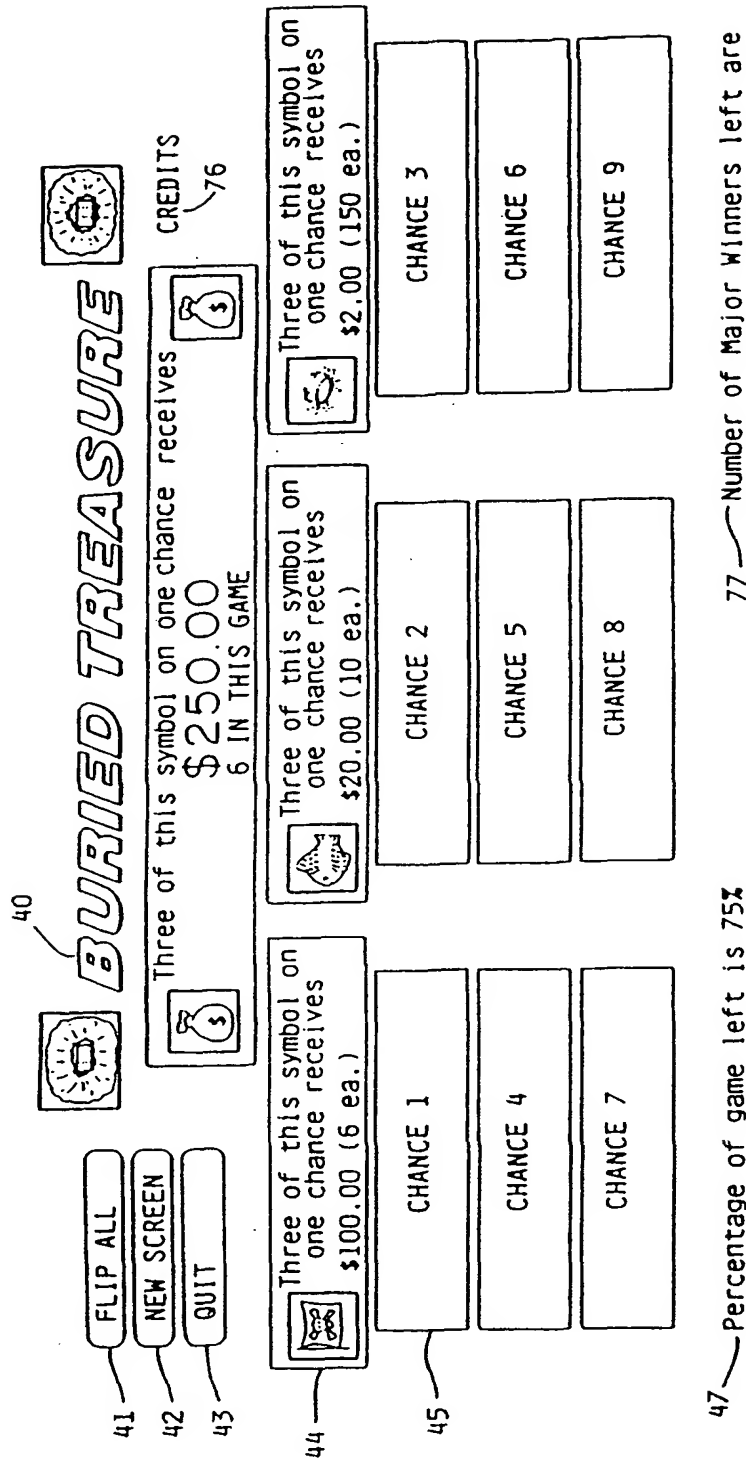 40
BURIED TREASURE
41
FLIP ALL
42
NEW SCREEN
43
QUIT
CREDITS
76
Three of this symbol on one chance receives
$ $250.00 $
6 IN THIS GAME
44
Three of this symbol on
one chance receives
$100.00 (6 ea.)
Three of this symbol on
one chance receives
$20.00 (10 ea.)
Three of this symbol on
one chance receives
$2.00 (150 ea.)
45
CHANCE 1
CHANCE 2
CHANCE 3
CHANCE 4
CHANCE 5
CHANCE 6
CHANCE 7
CHANCE 8
CHANCE 9
47
Percentage of game left is 75%
77
Number of Major Winners left are